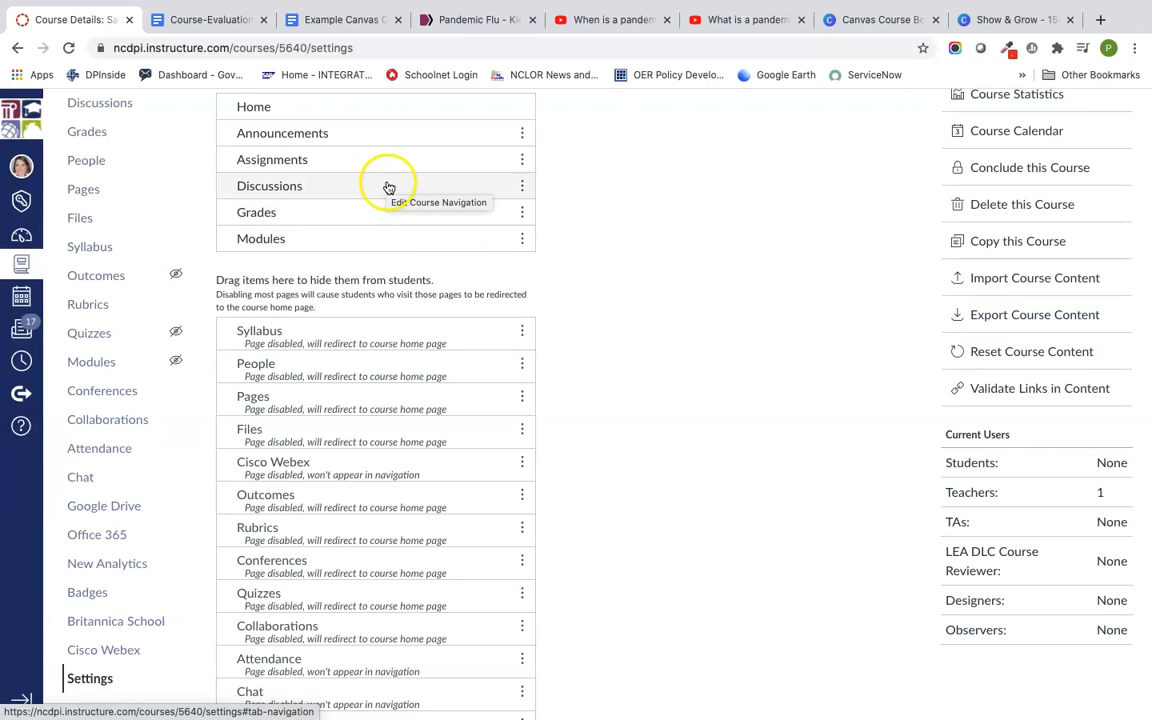 Course Details: Sa
Course-Evaluation
Example Canvas C
Pandemic Flu - Kid
When is a pandem
What is a pandem
Canvas Course Bo
Show & Grow - 15
ncdpi.instructure.com/courses/5640/settings
P
Apps
DPInside
Dashboard - Gov...
Home - INTEGRAT...
Schoolnet Login
NCLOR News and...
OER Policy Develo...
Google Earth
ServiceNow
»
Other Bookmarks
17
Discussions
Grades
People
Pages
Files
Syllabus
Outcomes
Rubrics
Quizzes
Modules
Conferences
Collaborations
Attendance
Chat
Google Drive
Office 365
New Analytics
Badges
Britannica School
Cisco Webex
Settings
Home
Announcements
Assignments
Discussions
Edit Course Navigation
Grades
Modules
Drag items here to hide them from students.
Disabling most pages will cause students who visit those pages to be redirected
to the course home page.
Syllabus
Page disabled, will redirect to course home page
People
Page disabled, will redirect to course home page
Pages
Page disabled, will redirect to course home page
Files
Page disabled, will redirect to course home page
Cisco Webex
Page disabled, won't appear in navigation
Outcomes
Page disabled, will redirect to course home page
Rubrics
Page disabled, will redirect to course home page
Conferences
Page disabled, will redirect to course home page
Quizzes
Page disabled, will redirect to course home page
Collaborations
Page disabled, will redirect to course home page
Attendance
Page disabled, won't appear in navigation
Chat
Page disabled, will redirect to course home page
Course Statistics
Course Calendar
Conclude this Course
Delete this Course
Copy this Course
Import Course Content
Export Course Content
Reset Course Content
Validate Links in Content
Current Users
Students: None
Teachers: 1
TAs: None
LEA DLC Course
Reviewer: None
Designers: None
Observers: None
https://ncdpi.instructure.com/courses/5640/settings#tab-navigation